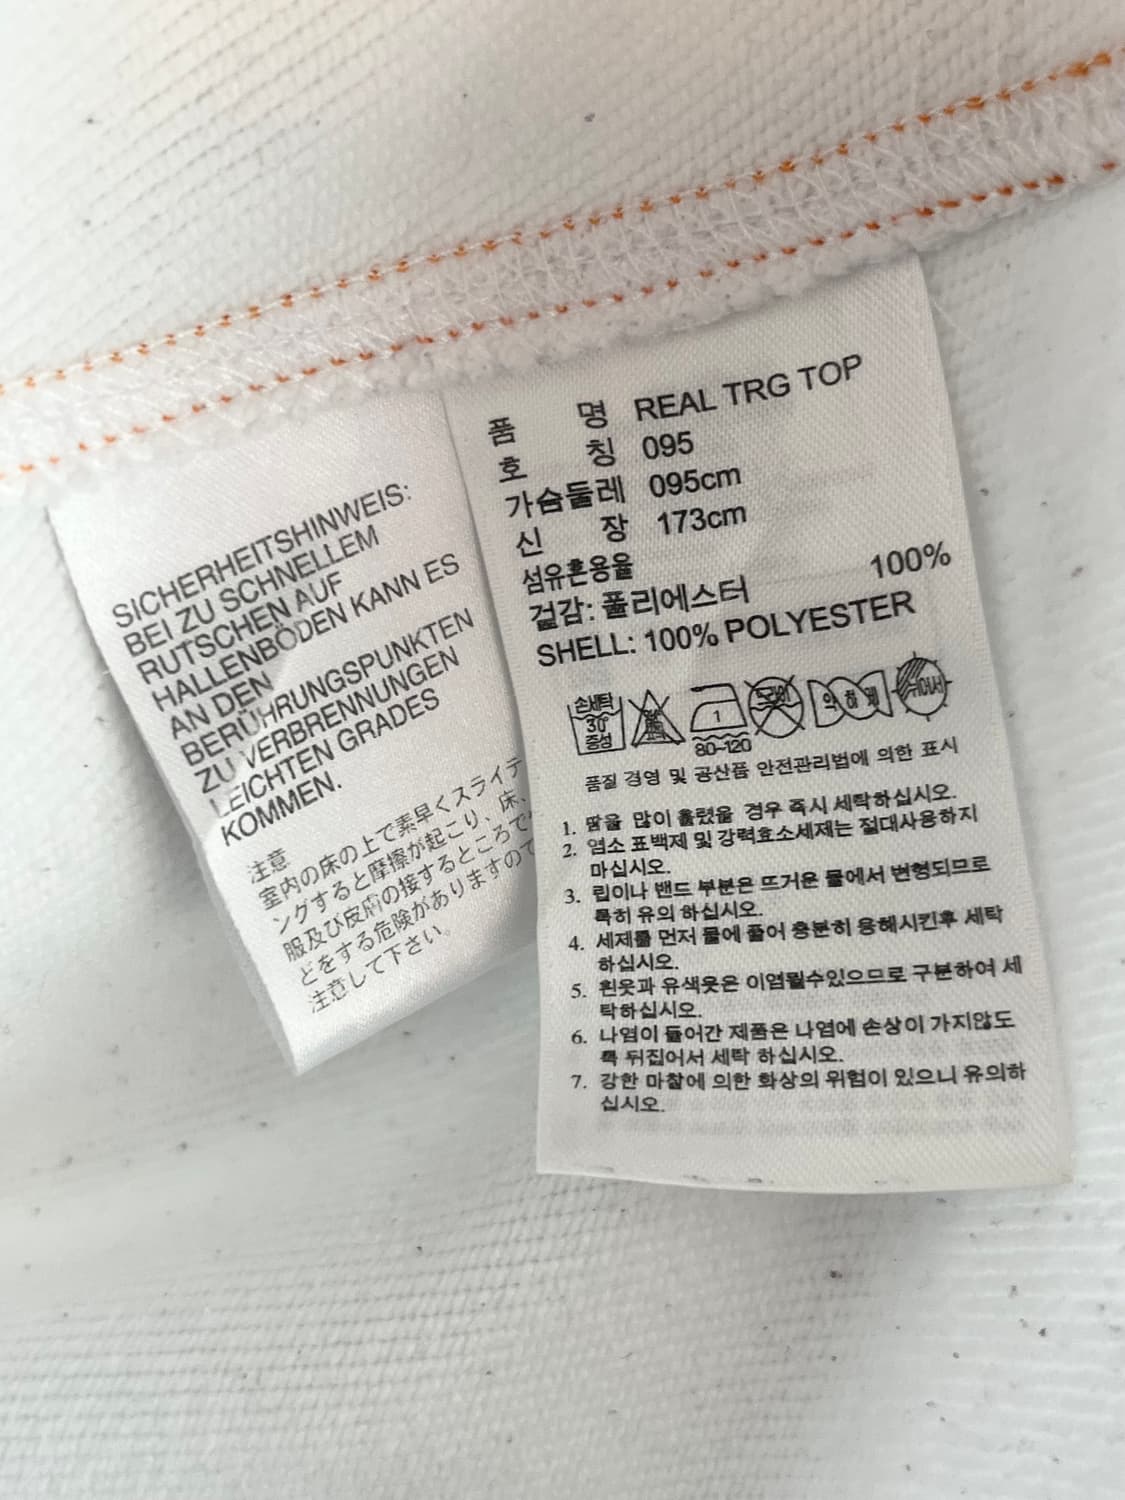 SICHERHEITSHINWEIS:
BEI ZU SCHNELLEM
RUTSCHEN AUF
HALLENBÖDEN KANN ES
AN DEN
BERÜHRUNGSPUNKTEN
ZU VERBRENNUNGEN
LEICHTEN GRADES
KOMMEN.
注意
室内の床の上で素早くスライデ
ングすると摩擦が起こり、床、
服及び皮膚の接するところで
どをする危険がありますので
注意して下さい。
품 명 REAL TRG TOP
호 칭 095
가슴둘레 095cm
신 장 173cm
섬유혼용율
겉감: 폴리에스터 100%
SHELL: 100% POLYESTER
손세탁
30°
중성
1
80~120
드라이
약하게
뉘어서
품질 경영 및 공산품 안전관리법에 의한 표시
1. 땀을 많이 흘렸을 경우 즉시 세탁하십시오.
2. 염소 표백제 및 강력효소세제는 절대사용하지
마십시오.
3. 립이나 밴드 부분은 뜨거운 물에서 변형되므로
특히 유의 하십시오.
4. 세제를 먼저 물에 풀어 충분히 용해시킨후 세탁
하십시오.
5. 흰옷과 유색옷은 이염될수있으므로 구분하여 세
탁하십시오.
6. 나염이 들어간 제품은 나염에 손상이 가지않도
록 뒤집어서 세탁 하십시오.
7. 강한 마찰에 의한 화상의 위험이 있으니 유의하
십시오.